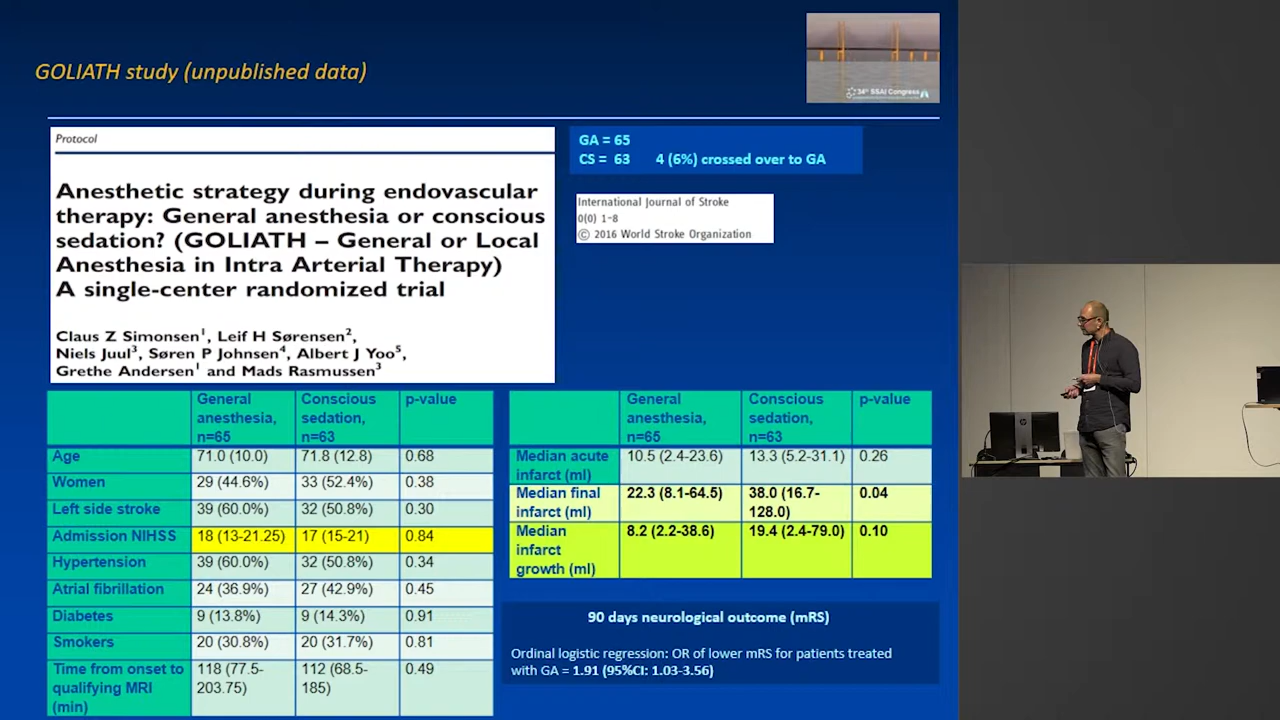 GOLIATH study (unpublished data)
34th SSAI Congress
Protocol
Anesthetic strategy during endovascular
therapy: General anesthesia or conscious
sedation? (GOLIATH – General or Local
Anesthesia in Intra Arterial Therapy)
A single-center randomized trial
Claus Z Simonsen1, Leif H Sørensen2,
Niels Juul3, Søren P Johnsen4, Albert J Yoo5,
Grethe Andersen1 and Mads Rasmussen3
GA = 65
CS = 63 4 (6%) crossed over to GA
International Journal of Stroke
0(0) 1–8
© 2016 World Stroke Organization
General anesthesia, n=65 Conscious sedation, n=63 p-value
Age 71.0 (10.0) 71.8 (12.8) 0.68
Women 29 (44.6%) 33 (52.4%) 0.38
Left side stroke 39 (60.0%) 32 (50.8%) 0.30
Admission NIHSS 18 (13-21.25) 17 (15-21) 0.84
Hypertension 39 (60.0%) 32 (50.8%) 0.34
Atrial fibrillation 24 (36.9%) 27 (42.9%) 0.45
Diabetes 9 (13.8%) 9 (14.3%) 0.91
Smokers 20 (30.8%) 20 (31.7%) 0.81
Time from onset to qualifying MRI (min) 118 (77.5-203.75) 112 (68.5-185) 0.49
General anesthesia, n=65 Conscious sedation, n=63 p-value
Median acute infarct (ml) 10.5 (2.4-23.6) 13.3 (5.2-31.1) 0.26
Median final infarct (ml) 22.3 (8.1-64.5) 38.0 (16.7-128.0) 0.04
Median infarct growth (ml) 8.2 (2.2-38.6) 19.4 (2.4-79.0) 0.10
90 days neurological outcome (mRS)
Ordinal logistic regression: OR of lower mRS for patients treated
with GA = 1.91 (95%CI: 1.03-3.56)